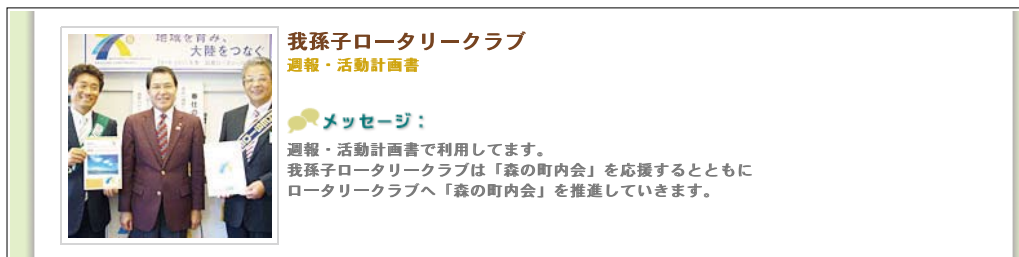 地域を育み、
大陸をつなぐ
我孫子ロータリークラブ
週報・活動計画書
メッセージ：
週報・活動計画書で利用してます。
我孫子ロータリークラブは「森の町内会」を応援するとともに
ロータリークラブへ「森の町内会」を推進していきます。